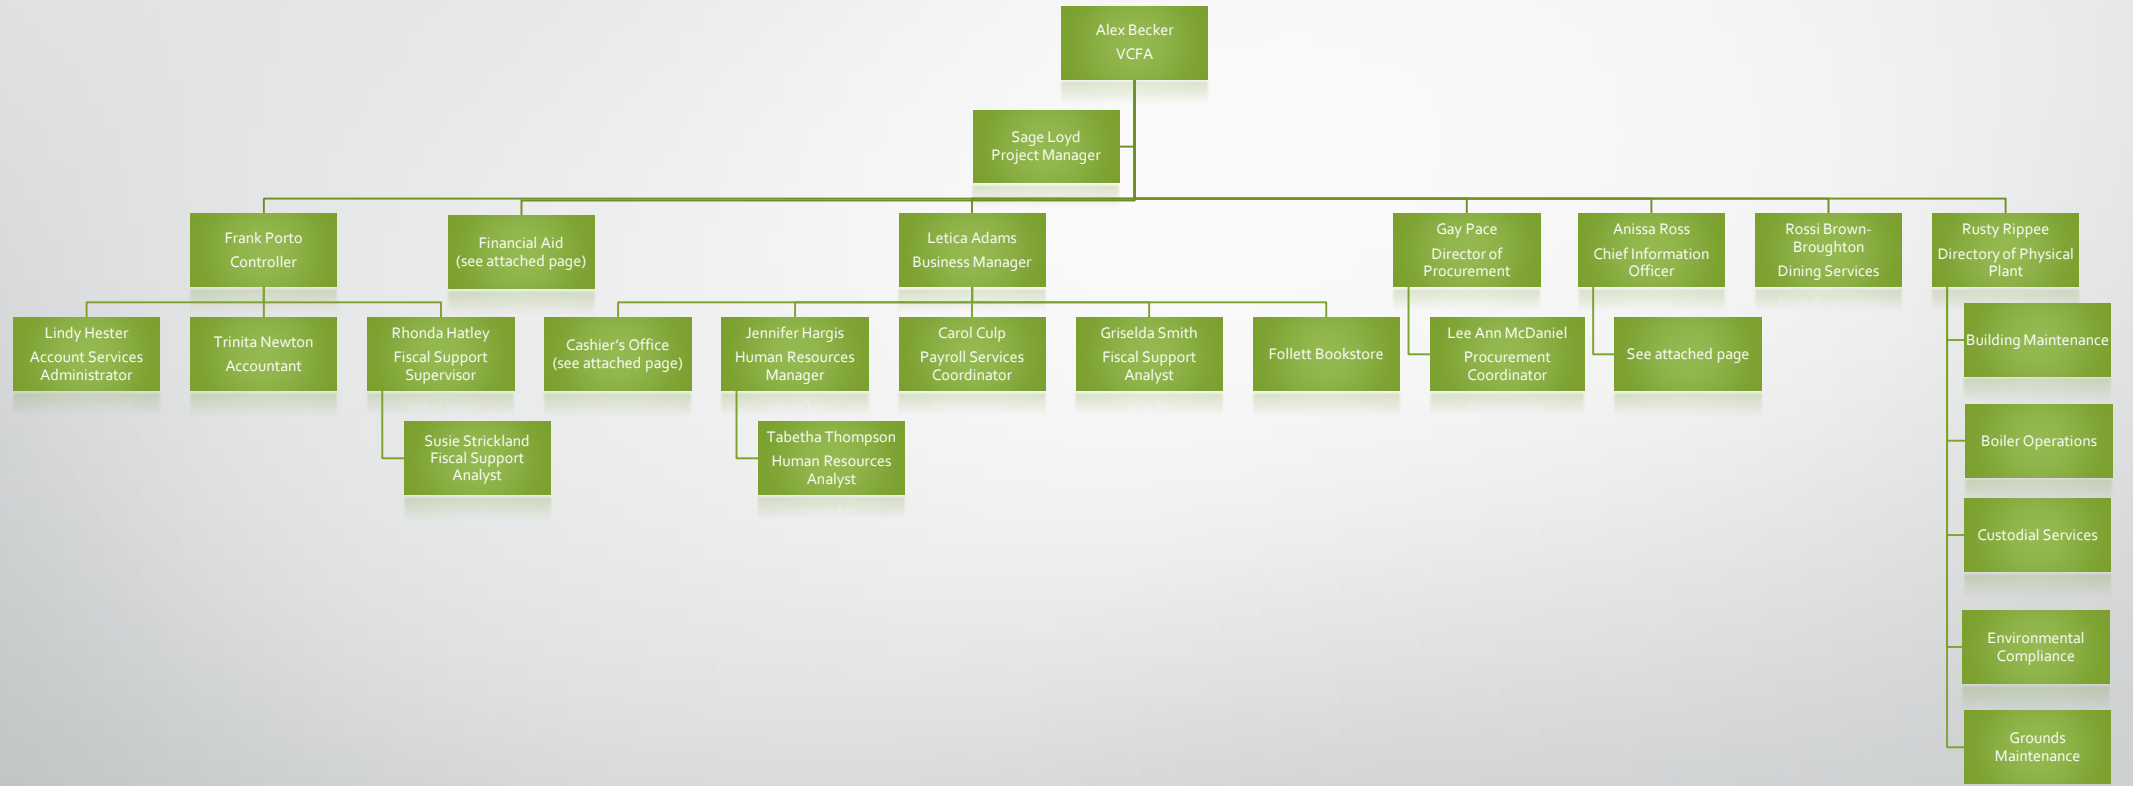 Alex Becker
VCFA
Sage Loyd
Project Manager
Frank Porto
Controller
Financial Aid
(see attached page)
Letica Adams
Business Manager
Gay Pace
Director of
Procurement
Anissa Ross
Chief Information
Officer
Rossi Brown-
Broughton
Dining Services
Rusty Rippee
Directory of Physical
Plant
Lindy Hester
Account Services
Administrator
Trinita Newton
Accountant
Rhonda Hatley
Fiscal Support
Supervisor
Cashier's Office
(see attached page)
Jennifer Hargis
Human Resources
Manager
Carol Culp
Payroll Services
Coordinator
Griselda Smith
Fiscal Support
Analyst
Follett Bookstore
Lee Ann McDaniel
Procurement
Coordinator
See attached page
Building Maintenance
Susie Strickland
Fiscal Support
Analyst
Tabetha Thompson
Human Resources
Analyst
Boiler Operations
Custodial Services
Environmental
Compliance
Grounds
Maintenance